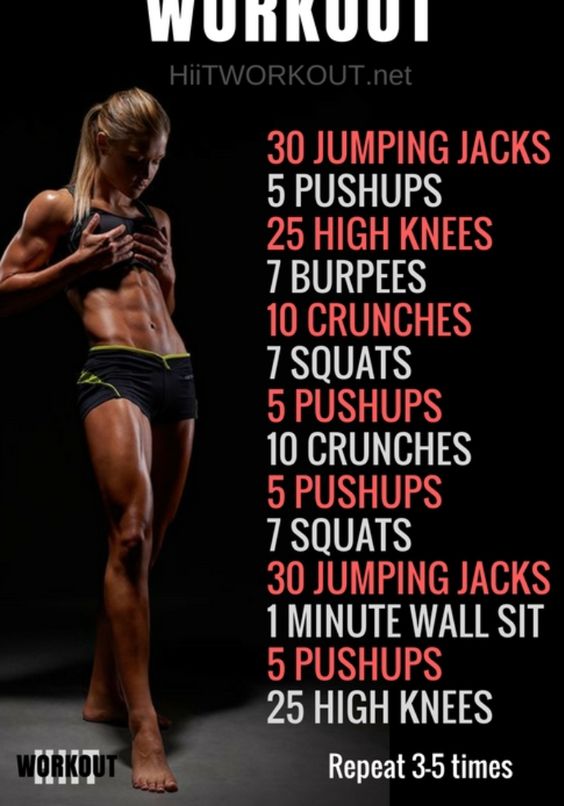 WORKOUT
HiiTWORKOUT.net
30 JUMPING JACKS
5 PUSHUPS
25 HIGH KNEES
7 BURPEES
10 CRUNCHES
7 SQUATS
5 PUSHUPS
10 CRUNCHES
5 PUSHUPS
7 SQUATS
30 JUMPING JACKS
1 MINUTE WALL SIT
5 PUSHUPS
25 HIGH KNEES
HIIT
WORKOUT
Repeat 3-5 times